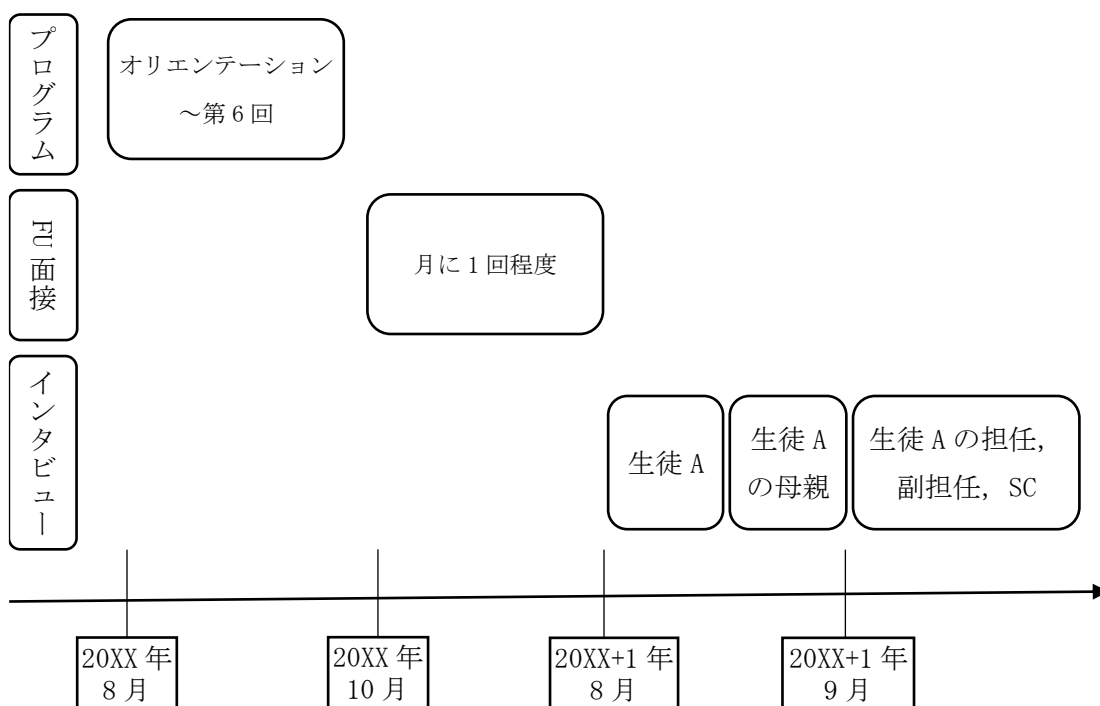 プログラム
オリエンテーション
～第6回
FU面接
月に1回程度
インタビュー
生徒A
生徒A
の母親
生徒Aの担任,
副担任, SC
20XX年
8月
20XX年
10月
20XX+1年
8月
20XX+1年
9月